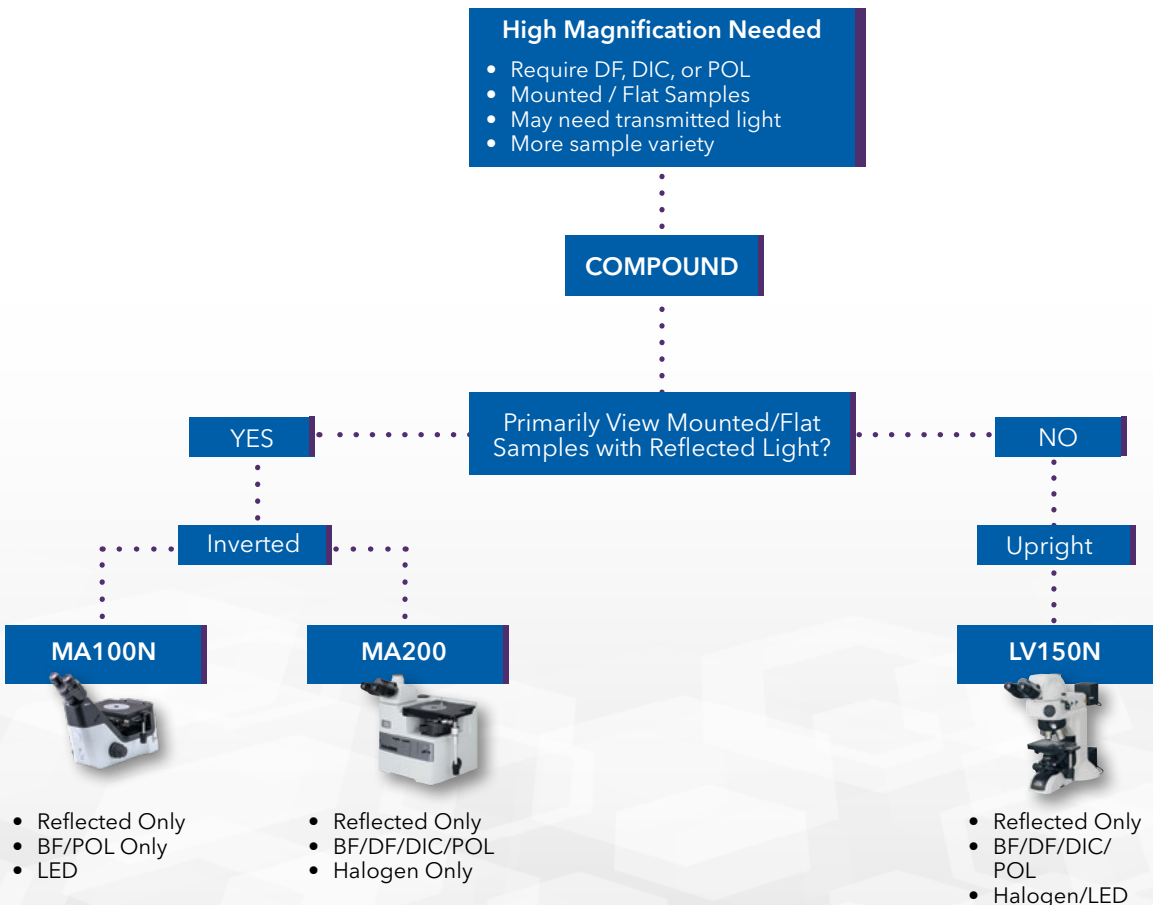 High Magnification Needed
• Require DF, DIC, or POL
• Mounted / Flat Samples
• May need transmitted light
• More sample variety
COMPOUND
Primarily View Mounted/Flat
Samples with Reflected Light?
YES
NO
Inverted
Upright
MA100N
MA200
LV150N
• Reflected Only
• BF/POL Only
• LED
• Reflected Only
• BF/DF/DIC/POL
• Halogen Only
• Reflected Only
• BF/DF/DIC/
POL
• Halogen/LED